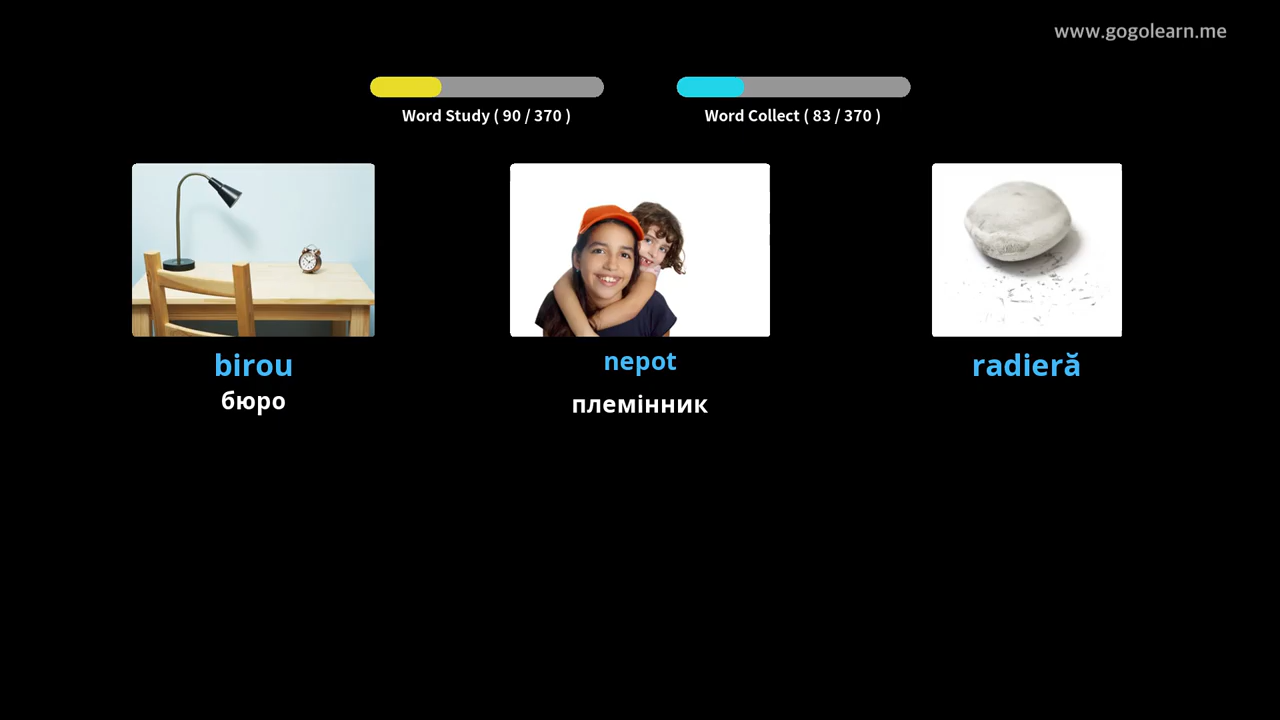 www.gogolearn.me
Word Study ( 90 / 370 )
Word Collect ( 83 / 370 )
birou
бюро
nepot
племінник
radieră